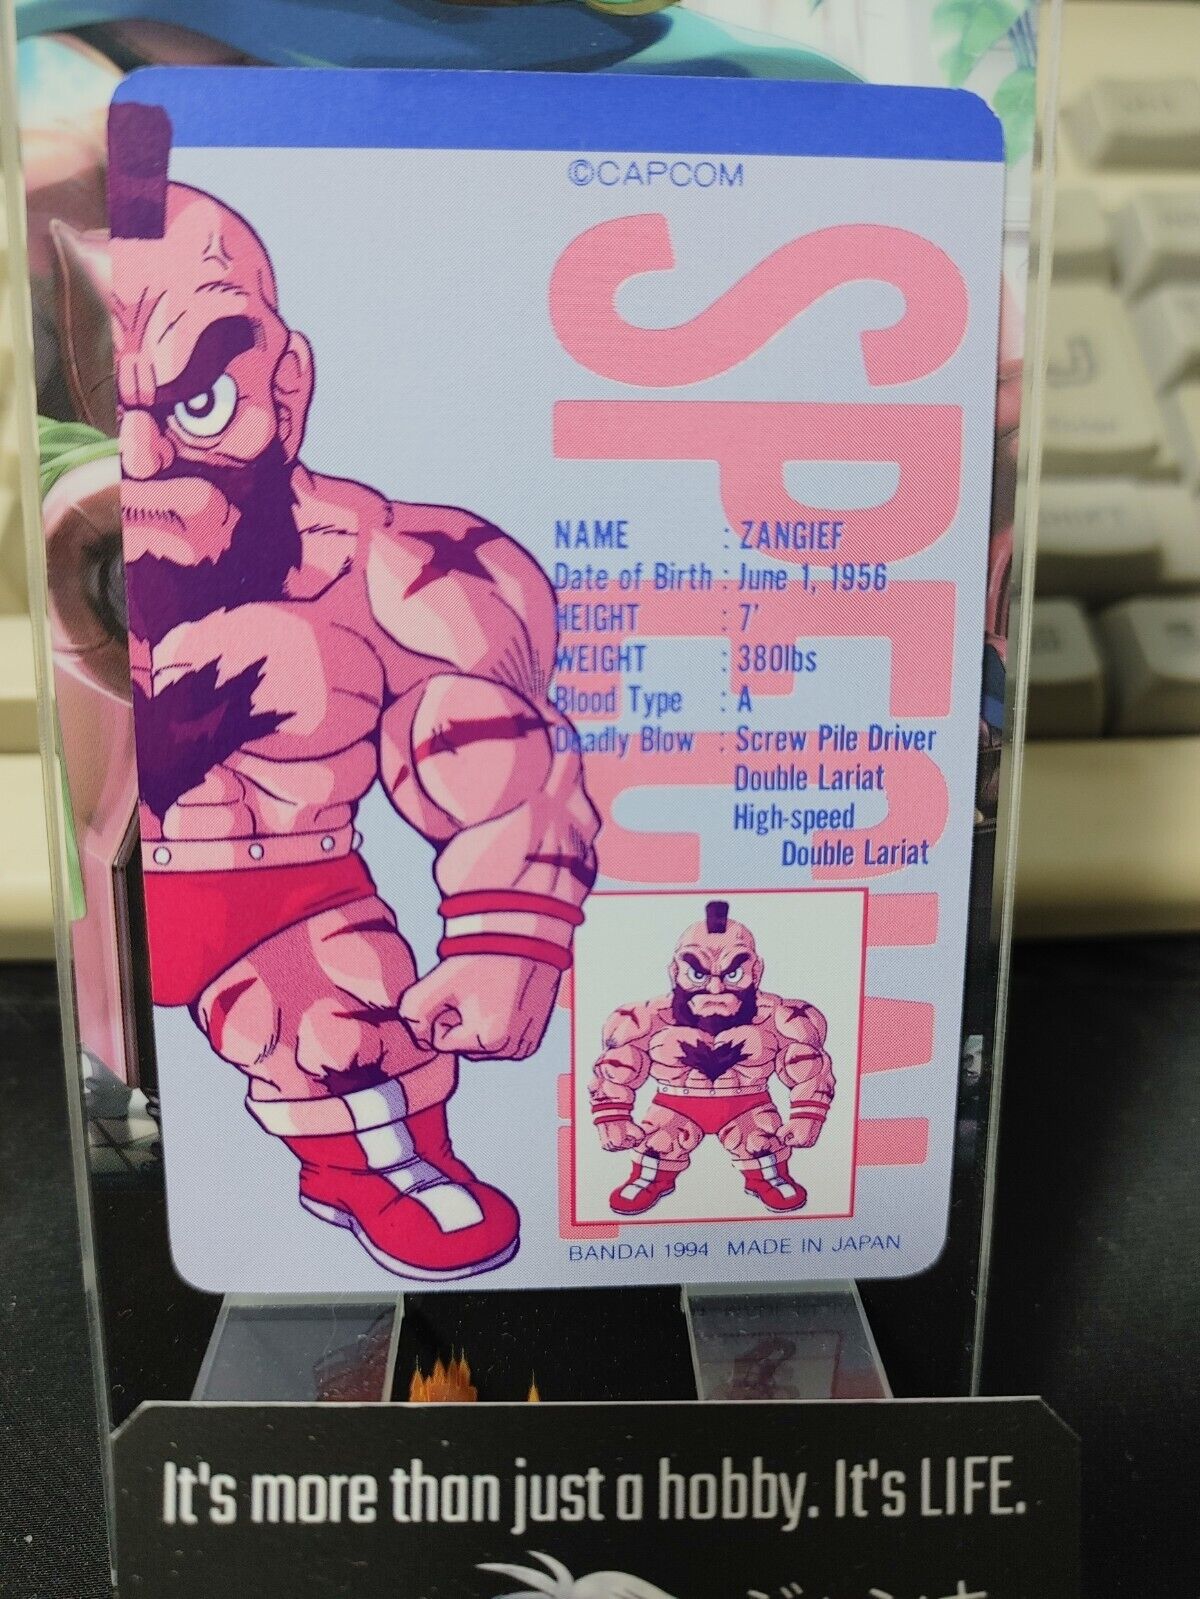 ©CAPCOM
SPECIAL
NAME : ZANGIEF
Date of Birth : June 1, 1956
HEIGHT : 7'
WEIGHT : 380lbs
Blood Type : A
Deadly Blow : Screw Pile Driver
Double Lariat
High-speed
Double Lariat
BANDAI 1994 MADE IN JAPAN
It's more than just a hobby. It's LIFE.